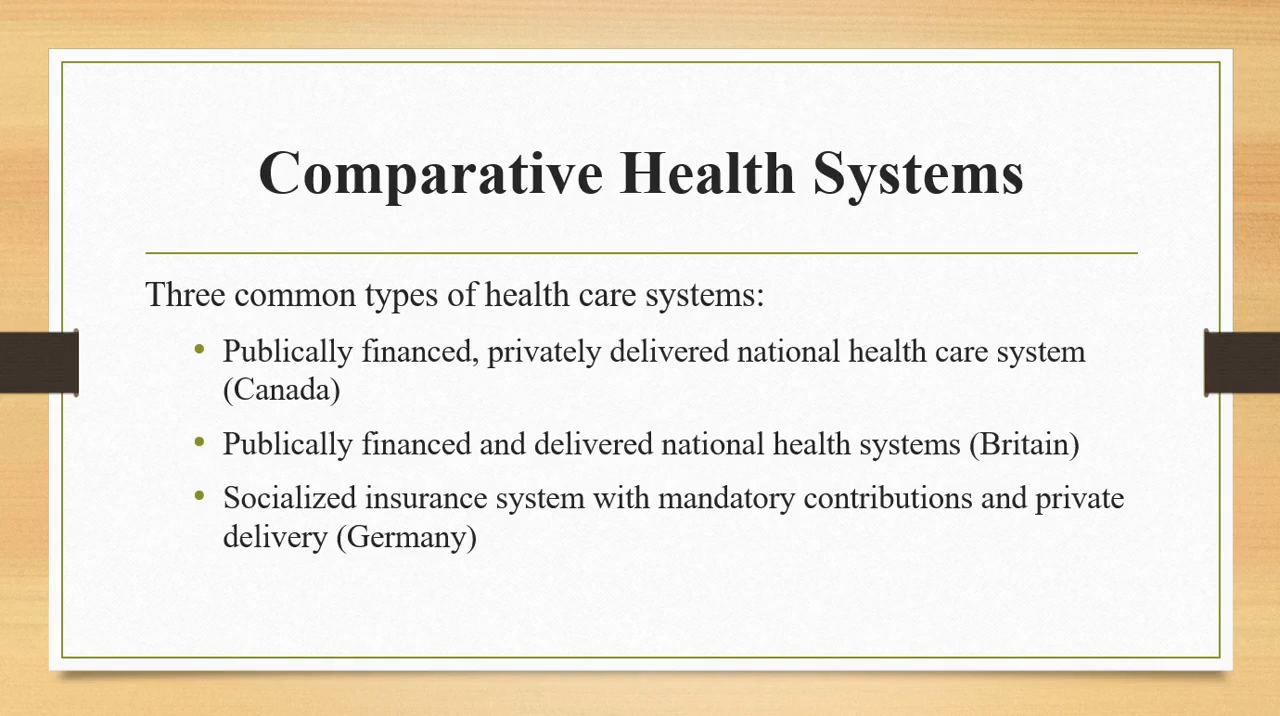 Comparative Health Systems
Three common types of health care systems:
• Publically financed, privately delivered national health care system
(Canada)
• Publically financed and delivered national health systems (Britain)
• Socialized insurance system with mandatory contributions and private
delivery (Germany)